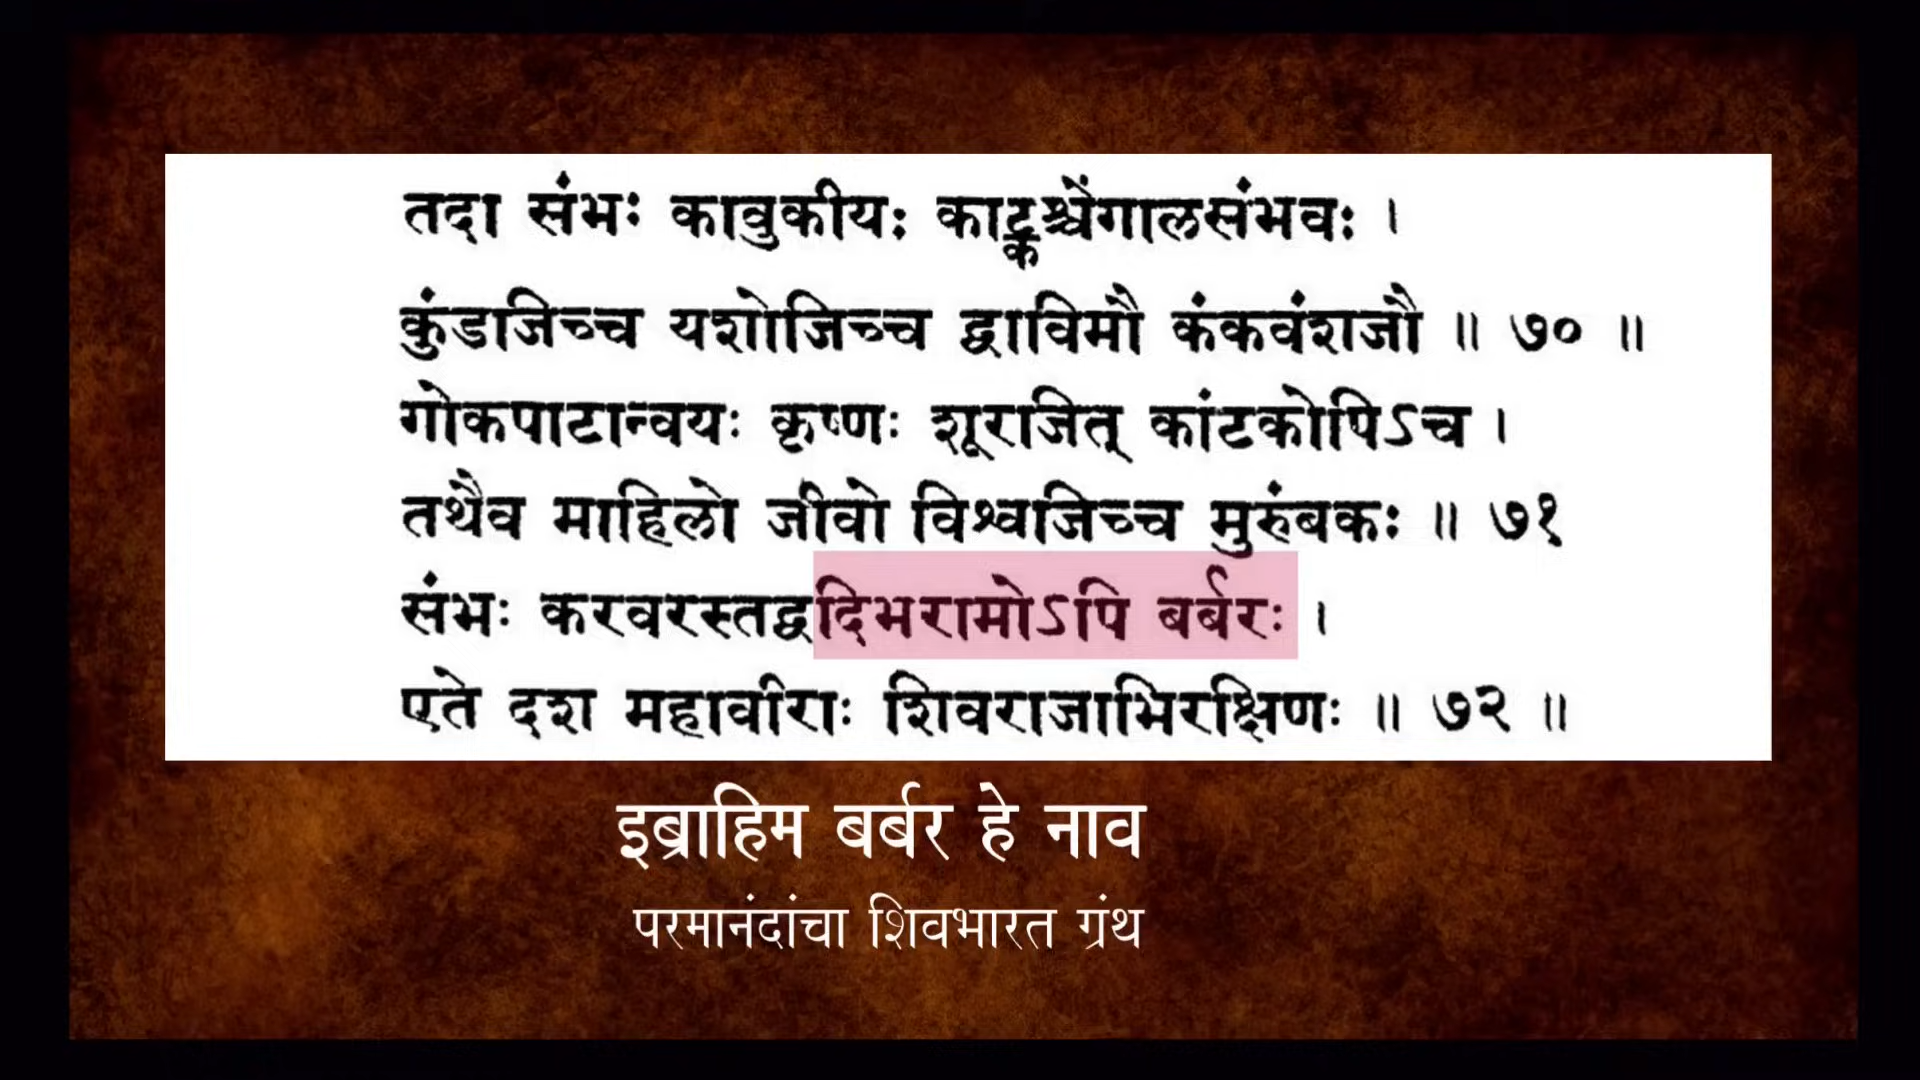 तदा संभः कावुकीयः काट्कश्चेंगालसंभवः ।
कुंडाजिच्च यशोजिच्च द्वाविमौ कंकवंशजौ ॥ ७० ॥
गोकपाटान्वयः कृष्णः शूराजित् कांटकोपिऽच ।
तथैव माहिलो जीवो विश्वजिच्च मुरुंबकः ॥ ७१
संभः करवरस्तद्वदिभरामोऽपि बर्बरः ।
एते दश महावीराः शिवराजाभिरक्षिणः ॥ ७२ ॥
इब्राहिम बर्बर हे नाव
परमानंदांचा शिवभारत ग्रंथ